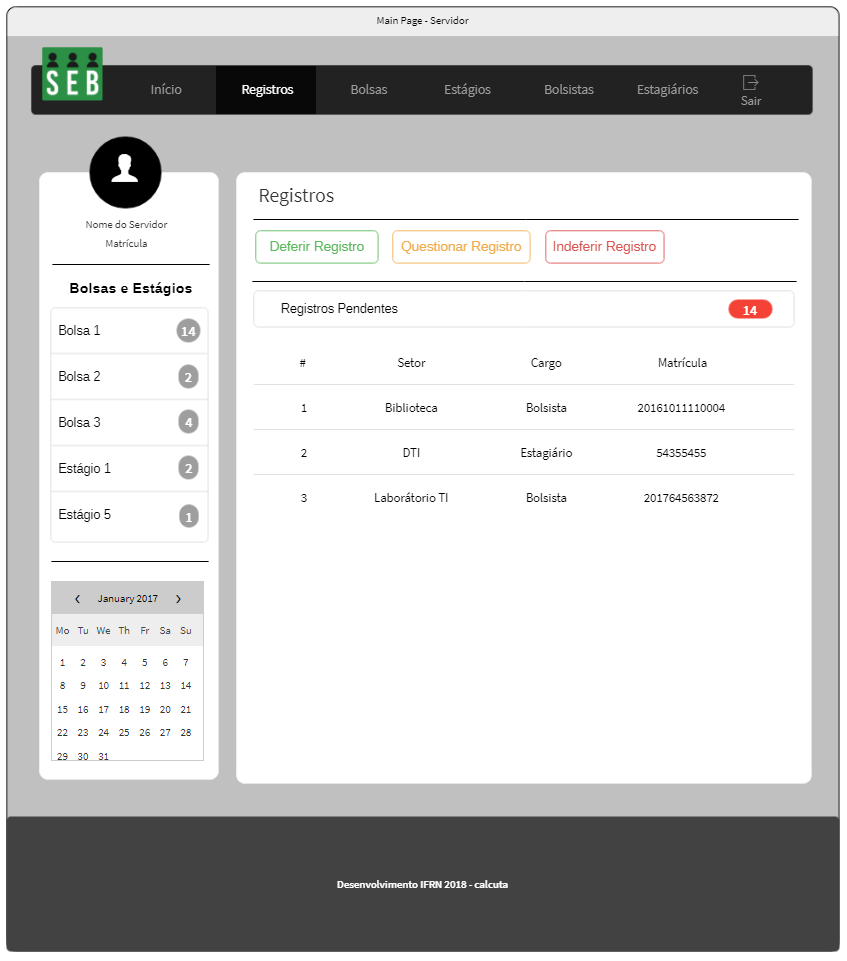 Main Page - Servidor
SEB
Início Registros Bolsas Estágios Bolsistas Estagiários Sair
Nome do Servidor
Matrícula
Bolsas e Estágios
Bolsa 1 14
Bolsa 2 2
Bolsa 3 4
Estágio 1 2
Estágio 5 1
‹ January 2017 ›
Mo Tu We Th Fr Sa Su
1 2 3 4 5 6 7
8 9 10 11 12 13 14
15 16 17 18 19 20 21
22 23 24 25 26 27 28
29 30 31
Registros
Deferir Registro Questionar Registro Indeferir Registro
Registros Pendentes 14
# Setor Cargo Matrícula
1 Biblioteca Bolsista 20161011110004
2 DTI Estagiário 54355455
3 Laborátorio TI Bolsista 201764563872
Desenvolvimento IFRN 2018 - calcuta